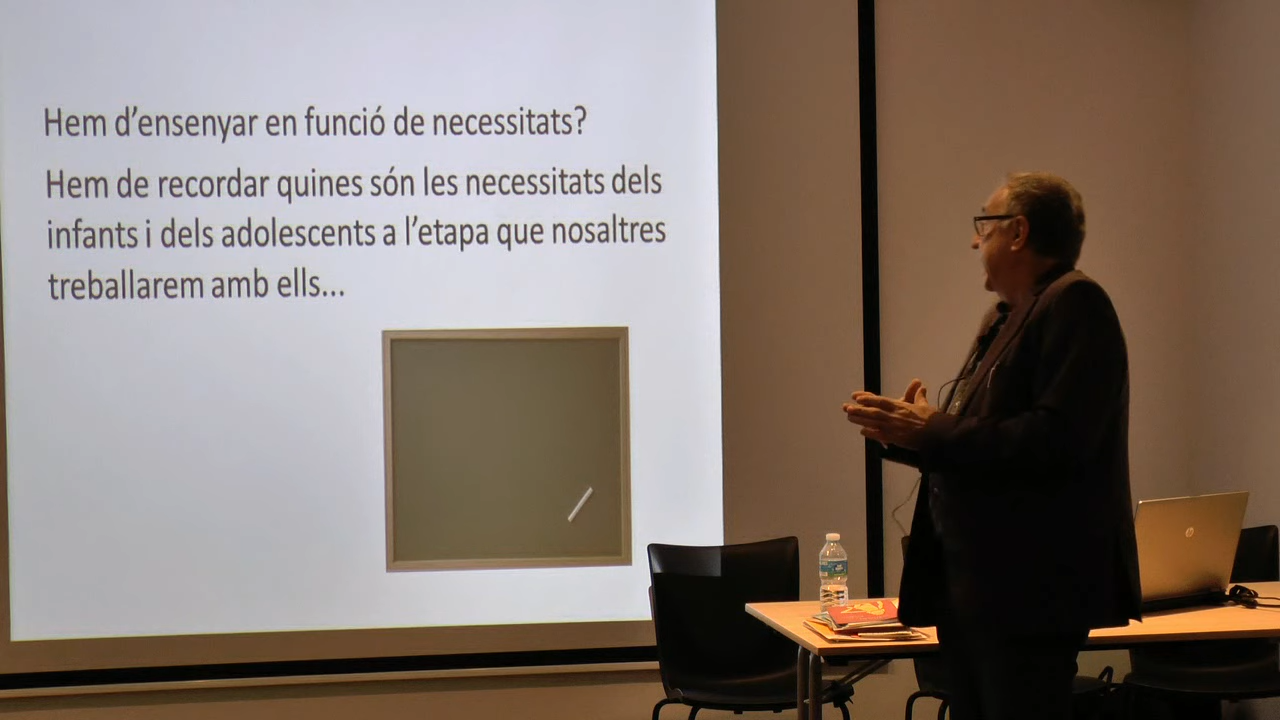 Hem d'ensenyar en funció de necessitats?
Hem de recordar quines són les necessitats dels
infants i dels adolescents a l'etapa que nosaltres
treballarem amb ells...
hp